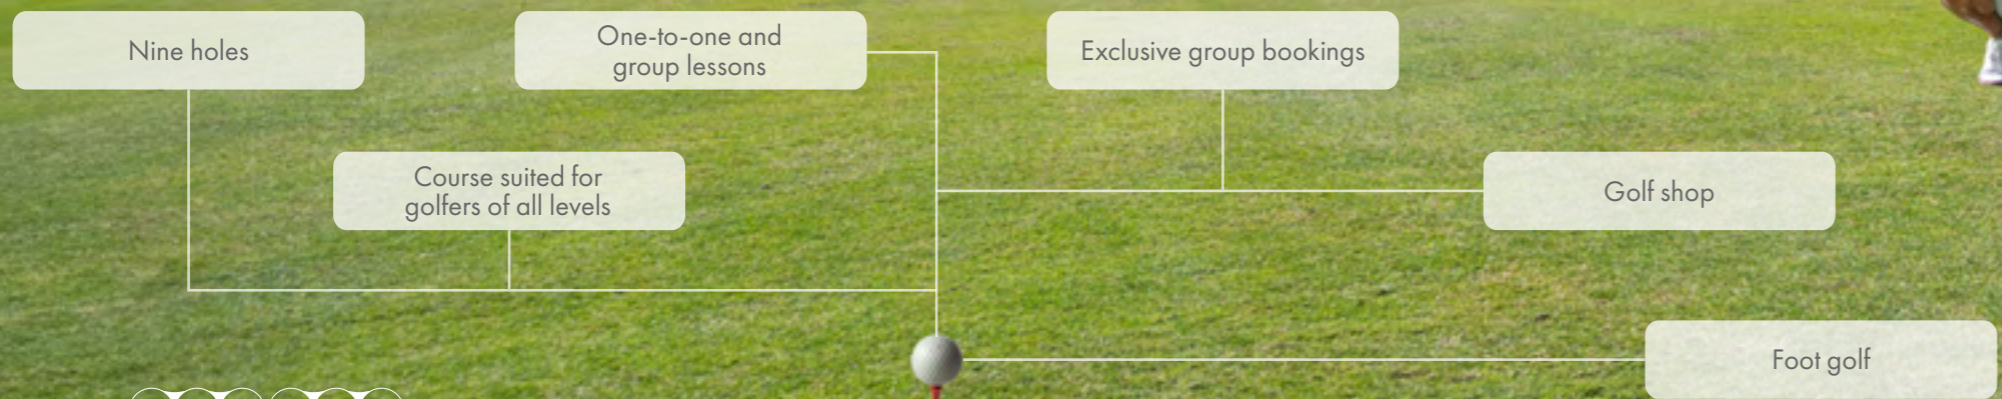 Nine holes
One-to-one and
group lessons
Exclusive group bookings
Course suited for
golfers of all levels
Golf shop
Foot golf